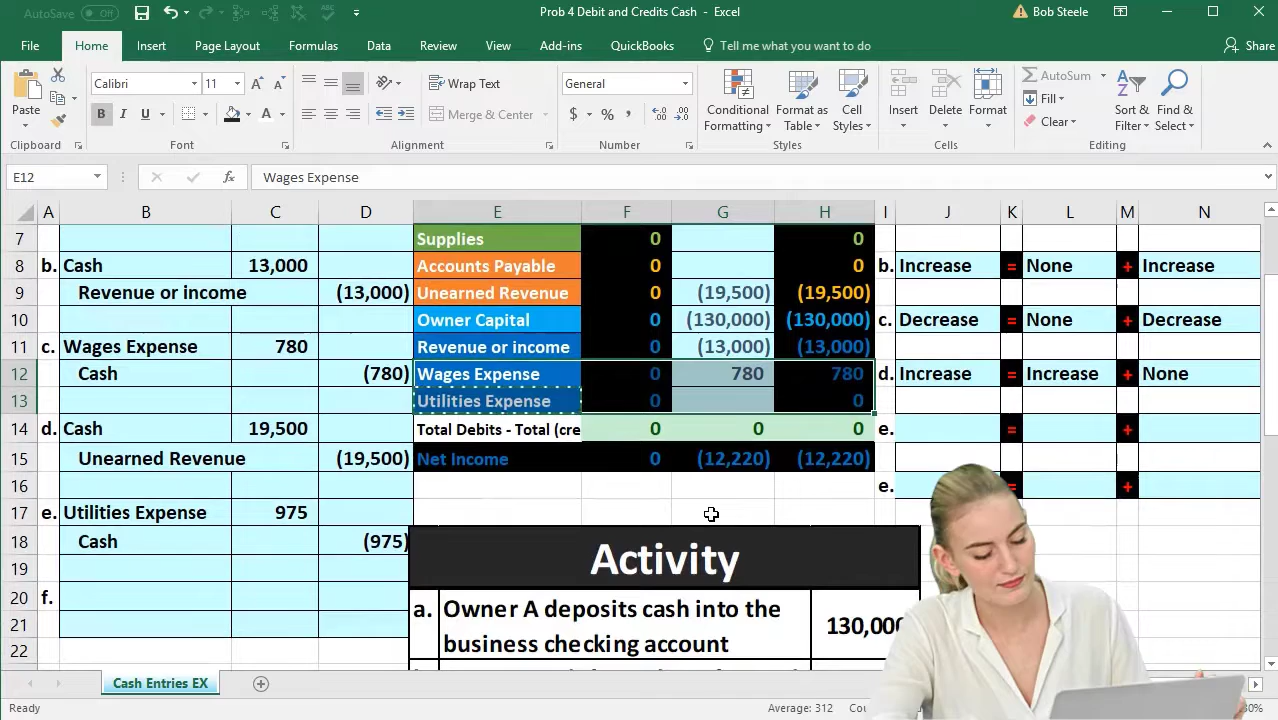 AutoSave Off Prob 4 Debit and Credits Cash - Excel Bob Steele
File Home Insert Page Layout Formulas Data Review View Add-ins QuickBooks Tell me what you want to do Share
Paste Calibri 11 Wrap Text General AutoSum
B I U Merge & Center $ % , Conditional Formatting Format as Table Cell Styles Insert Delete Format Fill Clear Sort & Filter Find & Select
Clipboard Font Alignment Number Styles Cells Editing
E12 fx Wages Expense
A B C D E F G H I J K L M N
7 Supplies 0 0
8 b. Cash 13,000 Accounts Payable 0 0 b. Increase = None + Increase
9 Revenue or income (13,000) Unearned Revenue 0 (19,500) (19,500)
10 Owner Capital 0 (130,000) (130,000) c. Decrease = None + Decrease
11 c. Wages Expense 780 Revenue or income 0 (13,000) (13,000)
12 Cash (780) Wages Expense 0 780 780 d. Increase = Increase + None
13 Utilities Expense 0 0
14 d. Cash 19,500 Total Debits - Total (cre 0 0 0 e. = +
15 Unearned Revenue (19,500) Net Income 0 (12,220) (12,220)
16 e. = +
17 e. Utilities Expense 975
18 Cash (975) Activity
19
20 f. a. Owner A deposits cash into the
21 business checking account 130,000
22
Cash Entries EX
Ready Average: 312